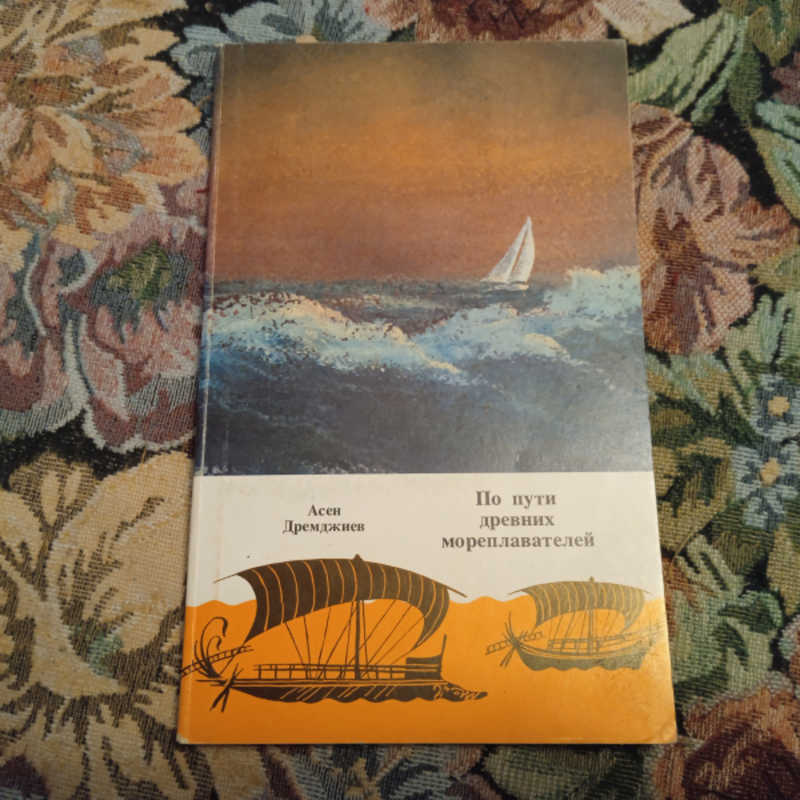 Асен
Дремджиев
По пути
древних
мореплавателей